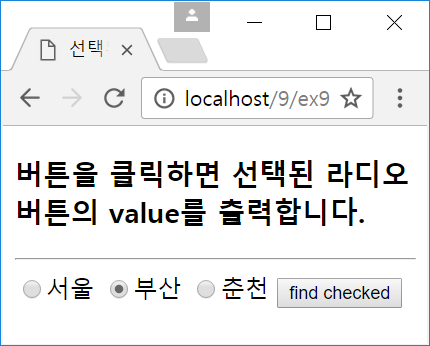 선택
localhost/9/ex9
버튼을 클릭하면 선택된 라디오
버튼의 value를 출력합니다.
서울 부산 춘천 find checked